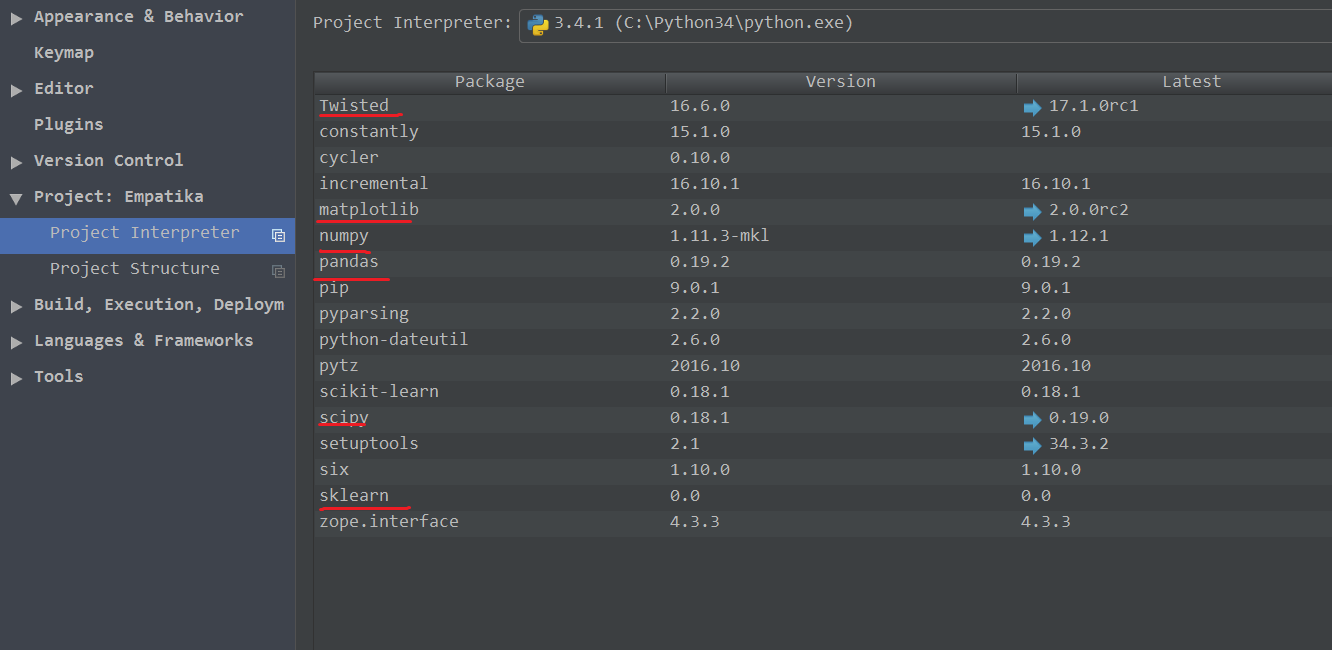 Appearance & Behavior
Keymap
Editor
Plugins
Version Control
Project: Empatika
Project Interpreter
Project Structure
Build, Execution, Deploym
Languages & Frameworks
Tools
Project Interpreter: 3.4.1 (C:\Python34\python.exe)
Package Version Latest
Twisted 16.6.0 17.1.0rc1
constantly 15.1.0 15.1.0
cycler 0.10.0
incremental 16.10.1 16.10.1
matplotlib 2.0.0 2.0.0rc2
numpy 1.11.3-mkl 1.12.1
pandas 0.19.2 0.19.2
pip 9.0.1 9.0.1
pyparsing 2.2.0 2.2.0
python-dateutil 2.6.0 2.6.0
pytz 2016.10 2016.10
scikit-learn 0.18.1 0.18.1
scipy 0.18.1 0.19.0
setuptools 2.1 34.3.2
six 1.10.0 1.10.0
sklearn 0.0 0.0
zope.interface 4.3.3 4.3.3